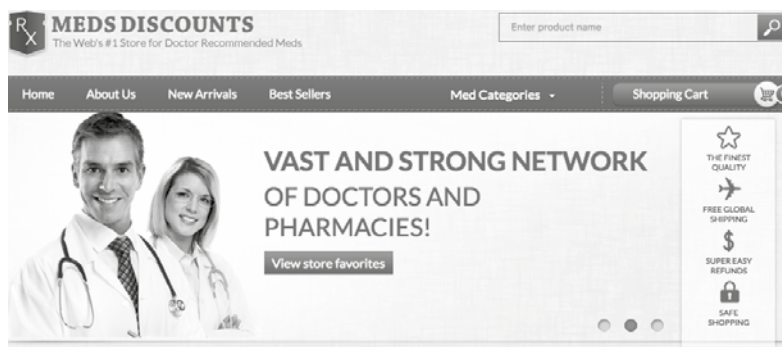 Rx
MEDS DISCOUNTS
The Web's #1 Store for Doctor Recommended Meds
Enter product name
Home
About Us
New Arrivals
Best Sellers
Med Categories
Shopping Cart
VAST AND STRONG NETWORK
OF DOCTORS AND
PHARMACIES!
View store favorites
THE FINEST
QUALITY
FREE GLOBAL
SHIPPING
$
SUPER EASY
REFUNDS
SAFE
SHOPPING